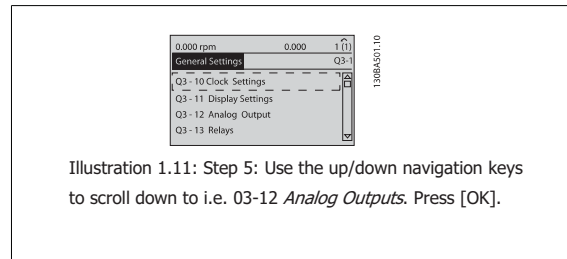 0.000 rpm 0.000 1 (1)
General Settings Q3-1
Q3 - 10 Clock Settings
Q3 - 11 Display Settings
Q3 - 12 Analog Output
Q3 - 13 Relays
130BA501.10
Illustration 1.11: Step 5: Use the up/down navigation keys
to scroll down to i.e. 03-12 Analog Outputs. Press [OK].